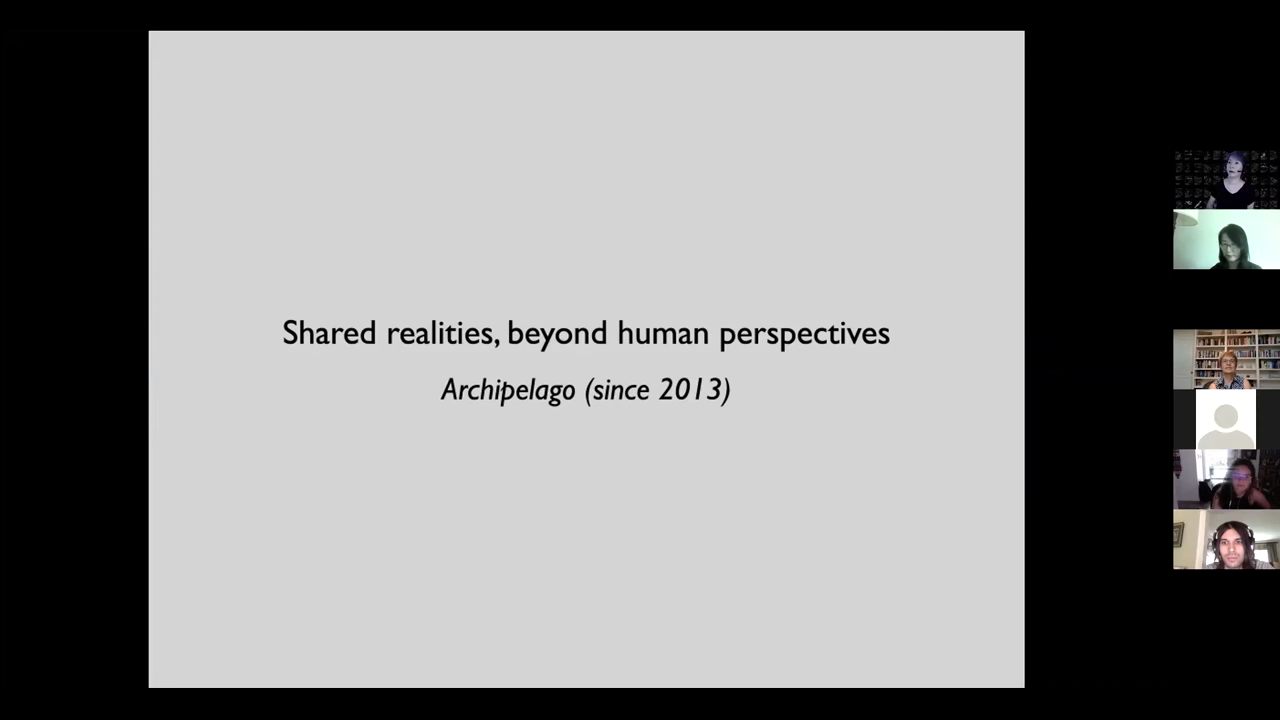 Shared realities, beyond human perspectives
Archipelago (since 2013)